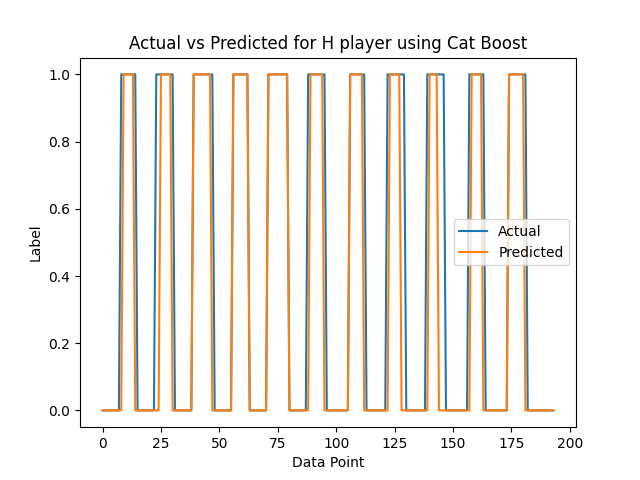 Actual vs Predicted for H player using Cat Boost
1.0
0.8
0.6
0.4
0.2
0.0
Label
Actual
Predicted
0 25 50 75 100 125 150 175 200
Data Point